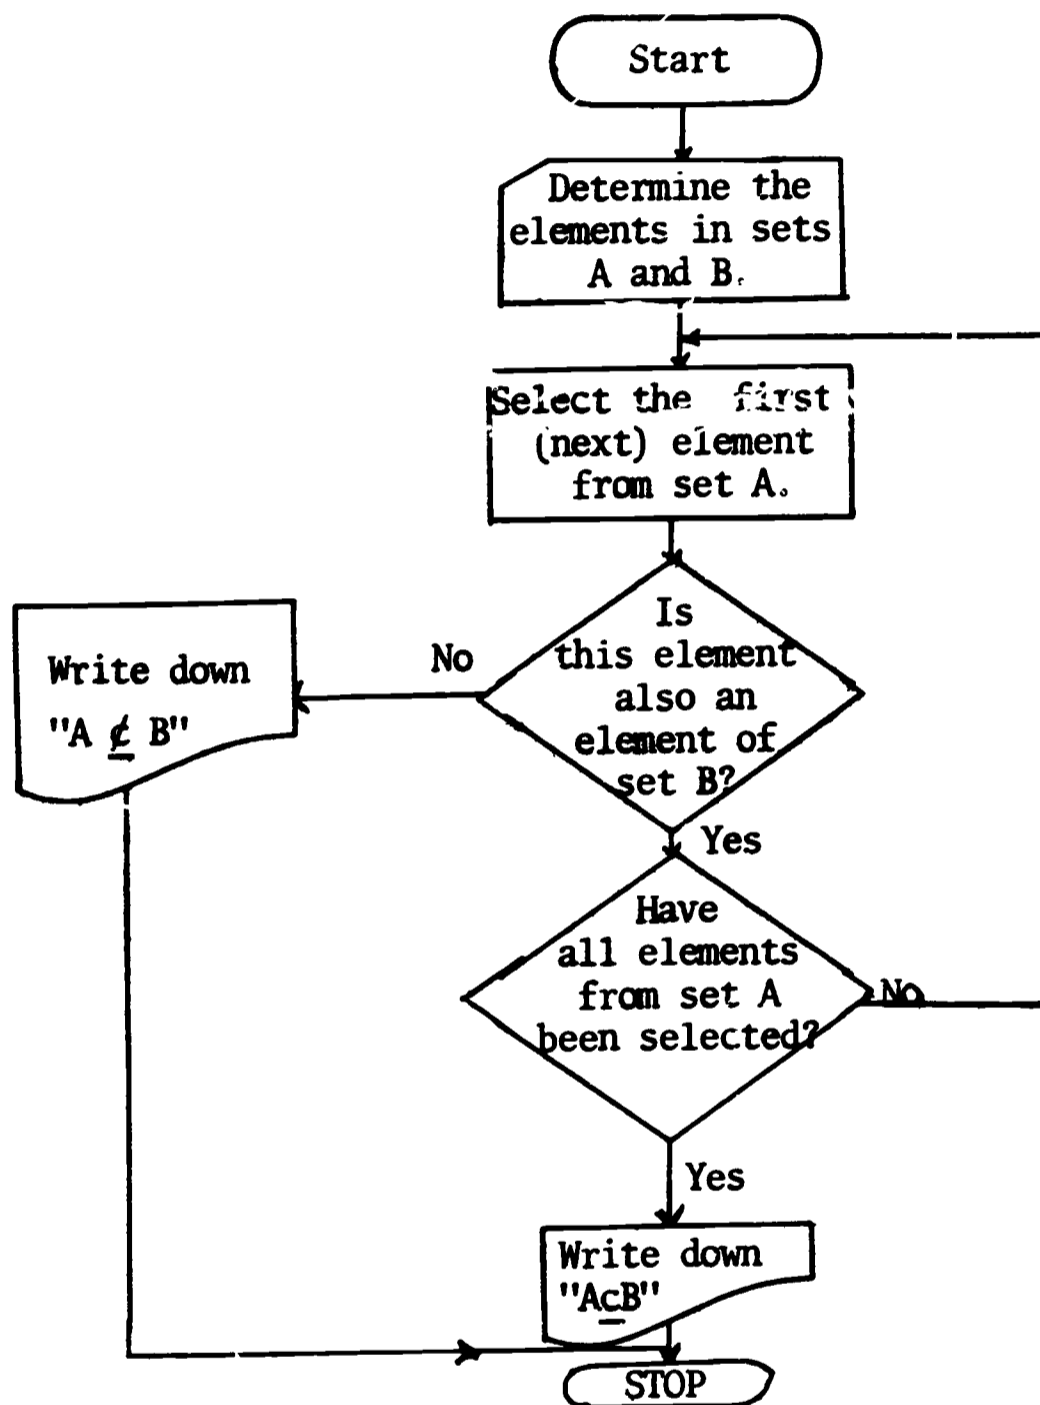 Start
Determine the
elements in sets
A and B.
Select the first
(next) element
from set A.
Is
this element
also an
element of
set B?
No
Write down
"A ⊈ B"
Yes
Have
all elements
from set A
been selected?
No
Yes
Write down
"A⊆B"
STOP